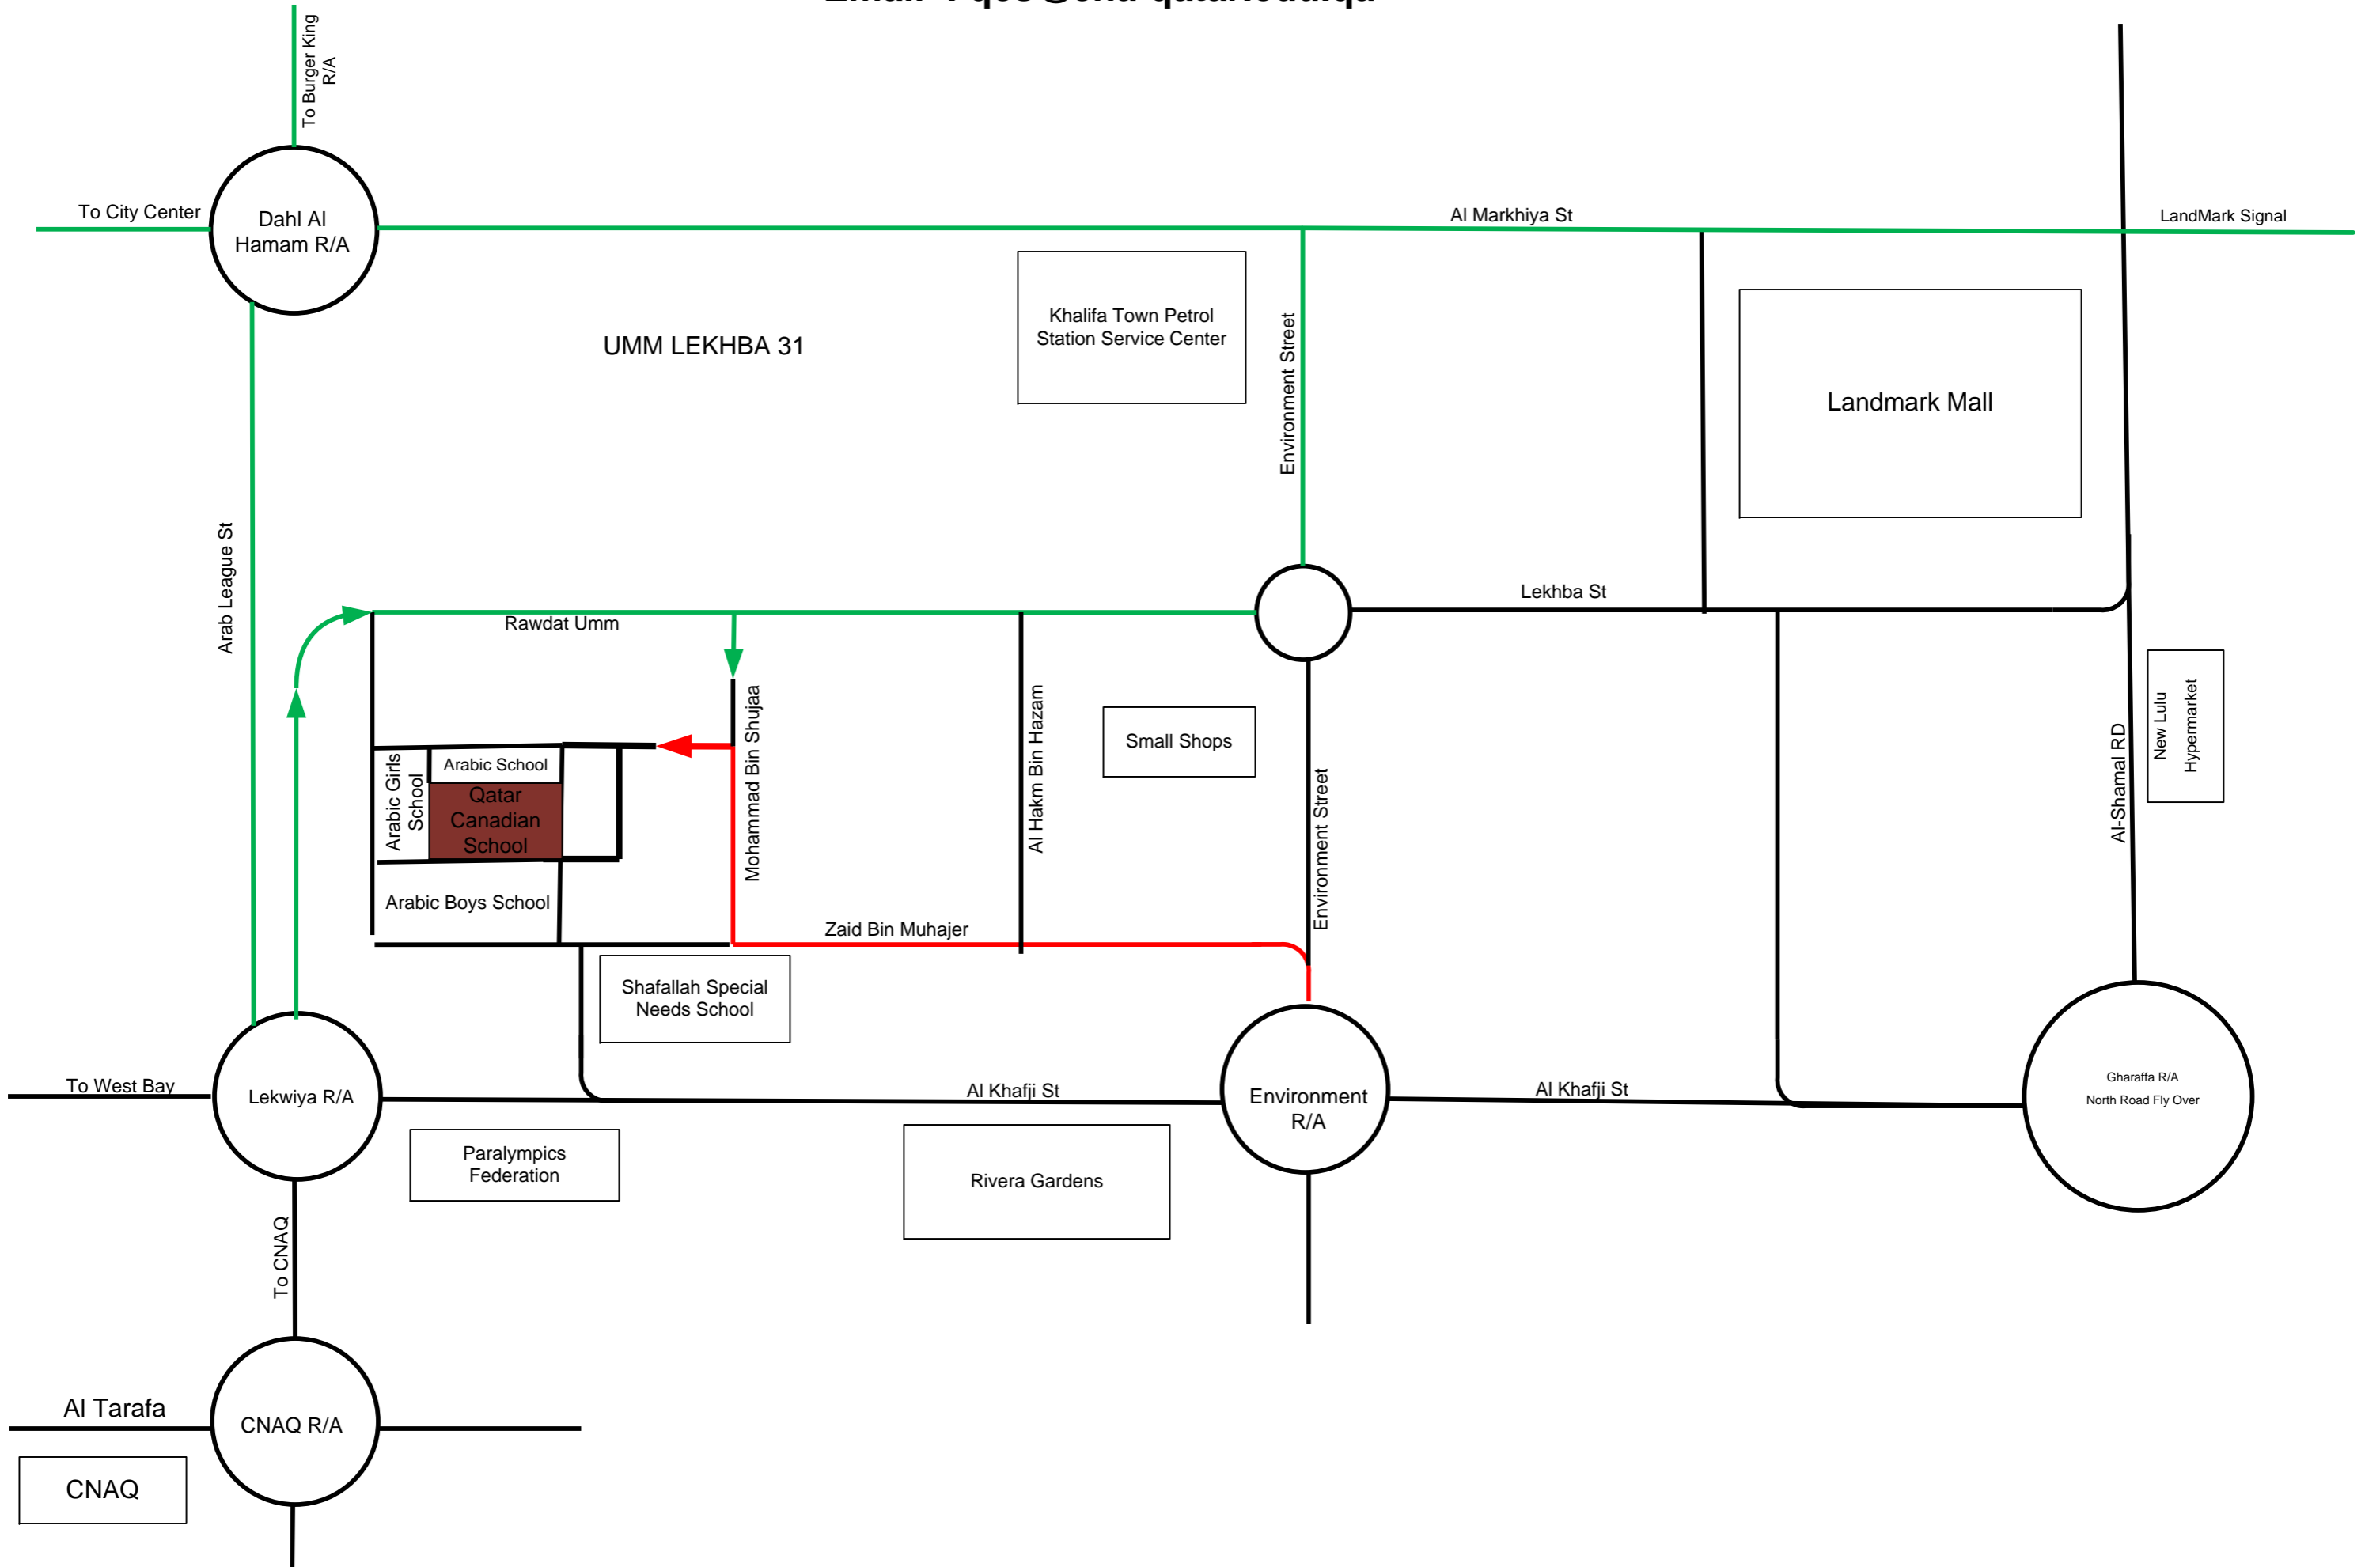 To Burger King
R/A
To City Center
Dahl Al
Hamam R/A
Al Markhiya St
LandMark Signal
UMM LEKHBA 31
Khalifa Town Petrol
Station Service Center
Environment Street
Landmark Mall
Arab League St
Rawdat Umm
Lekhba St
Mohammad Bin Shujaa
Al Hakm Bin Hazam
Small Shops
Environment Street
Al-Shamal RD
New Lulu
Hypermarket
Arabic Girls
School
Arabic School
Qatar
Canadian
School
Arabic Boys School
Zaid Bin Muhajer
Shafallah Special
Needs School
To West Bay
Lekwiya R/A
Al Khafji St
Environment
R/A
Al Khafji St
Gharaffa R/A
North Road Fly Over
Paralympics
Federation
Rivera Gardens
To CNAQ
Al Tarafa
CNAQ R/A
CNAQ